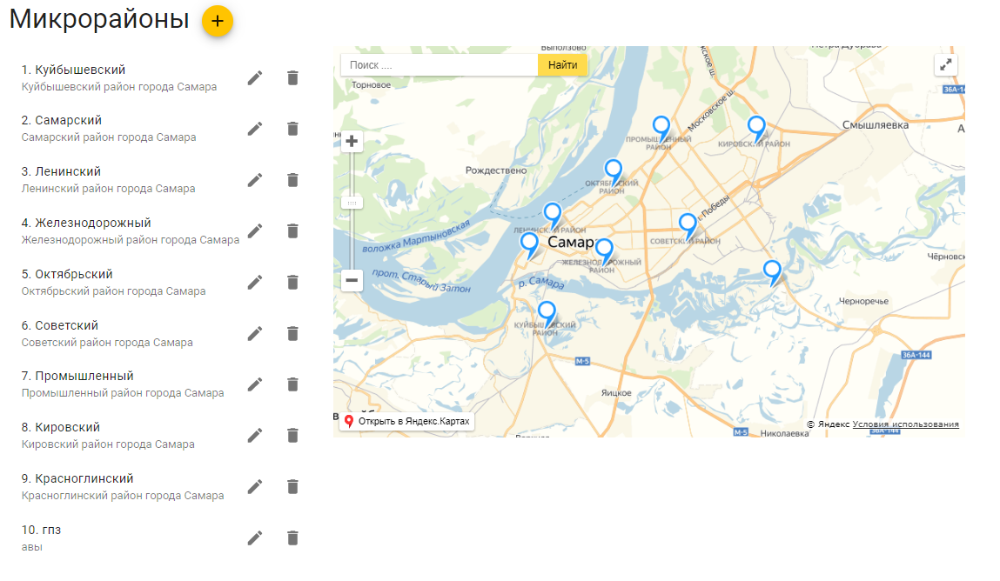 Микрорайоны
+
1. Куйбышевский
Куйбышевский район города Самара
2. Самарский
Самарский район города Самара
3. Ленинский
Ленинский район города Самара
4. Железнодорожный
Железнодорожный район города Самара
5. Октябрьский
Октябрьский район города Самара
6. Советский
Советский район города Самара
7. Промышленный
Промышленный район города Самара
8. Кировский
Кировский район города Самара
9. Красноглинский
Красноглинский район города Самара
10. гпз
авы
Выползово
Поиск ....
Найти
Торновое
36А-144
Московское ш.
Смышляевка
ПРОМЫШЛЕННЫЙ
РАЙОН
КИРОВСКИЙ РАЙОН
Рождествено
ОКТЯБРЬСКИЙ
РАЙОН
ул. Победы
ЛЕНИНСКИЙ РАЙОН
воложка Мартыновская
Самара
СОВЕТСКИЙ РАЙОН
ЖЕЛЕЗНОДОРОЖНЫЙ
РАЙОН
прот. Старый Затон
р. Самара
Черноречье
КУЙБЫШЕВСКИЙ
РАЙОН
36А-144
М-5
Яицкое
Открыть в Яндекс.Картах
М-5
Николаевка
© Яндекс Условия использования
36А-144